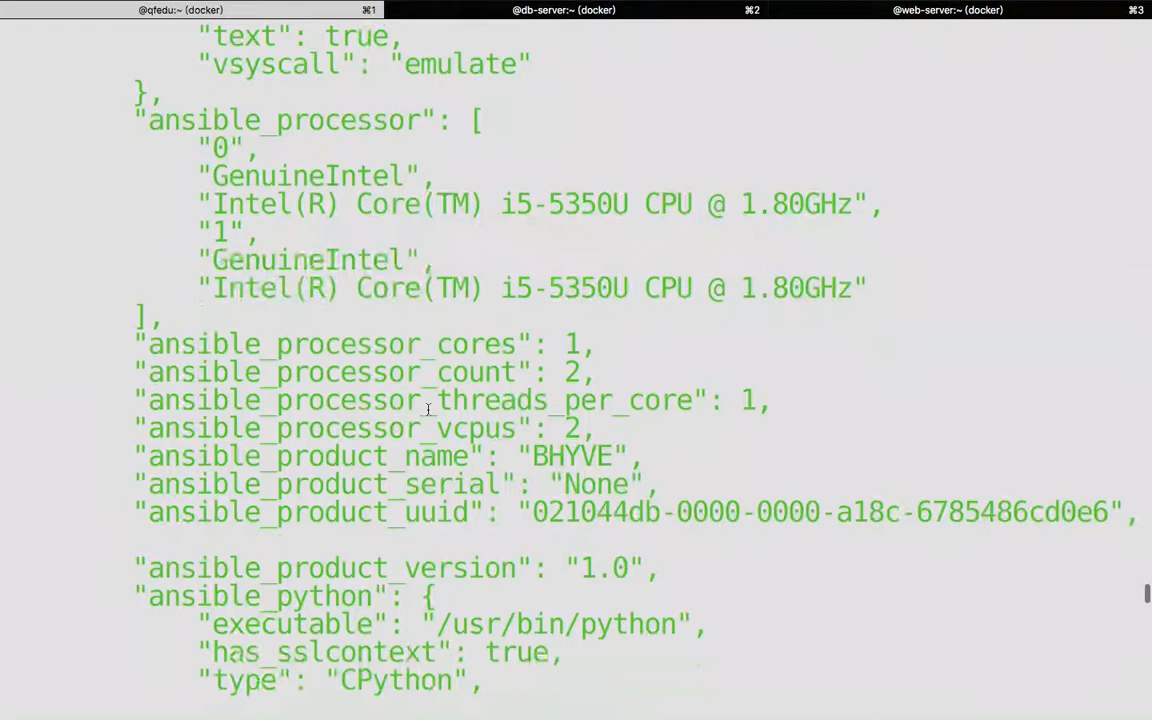 @qfedu:~ (docker) ⌘1 @db-server:~ (docker) ⌘2 @web-server:~ (docker) ⌘3
"text": true,
"vsyscall": "emulate"
},
"ansible_processor": [
"0",
"GenuineIntel",
"Intel(R) Core(TM) i5-5350U CPU @ 1.80GHz",
"1",
"GenuineIntel",
"Intel(R) Core(TM) i5-5350U CPU @ 1.80GHz"
],
"ansible_processor_cores": 1,
"ansible_processor_count": 2,
"ansible_processor_threads_per_core": 1,
"ansible_processor_vcpus": 2,
"ansible_product_name": "BHYVE",
"ansible_product_serial": "None",
"ansible_product_uuid": "021044db-0000-0000-a18c-6785486cd0e6",
"ansible_product_version": "1.0",
"ansible_python": {
"executable": "/usr/bin/python",
"has_sslcontext": true,
"type": "CPython",